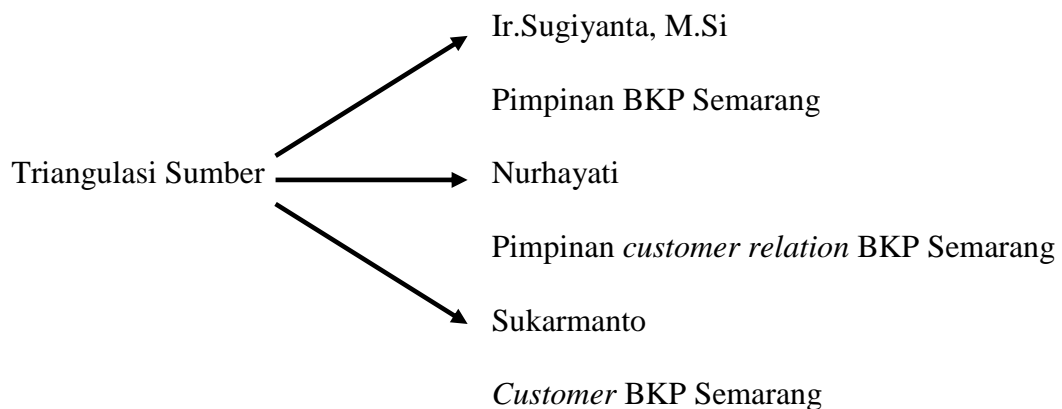 Ir.Sugiyanta, M.Si
Pimpinan BKP Semarang
Triangulasi Sumber
Nurhayati
Pimpinan customer relation BKP Semarang
Sukarmanto
Customer BKP Semarang